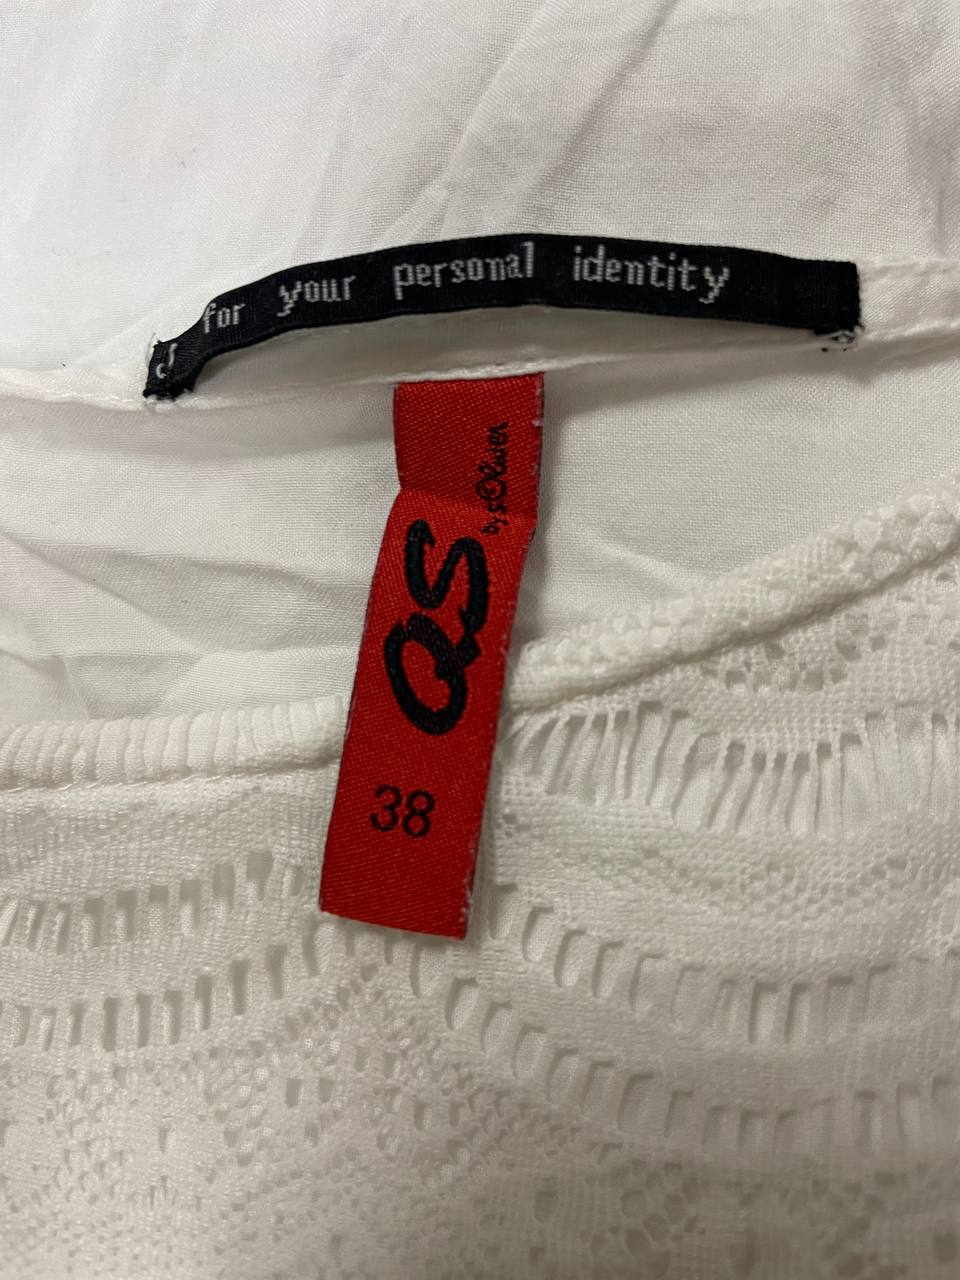 for your personal identity
QS
by s.Oliver
38